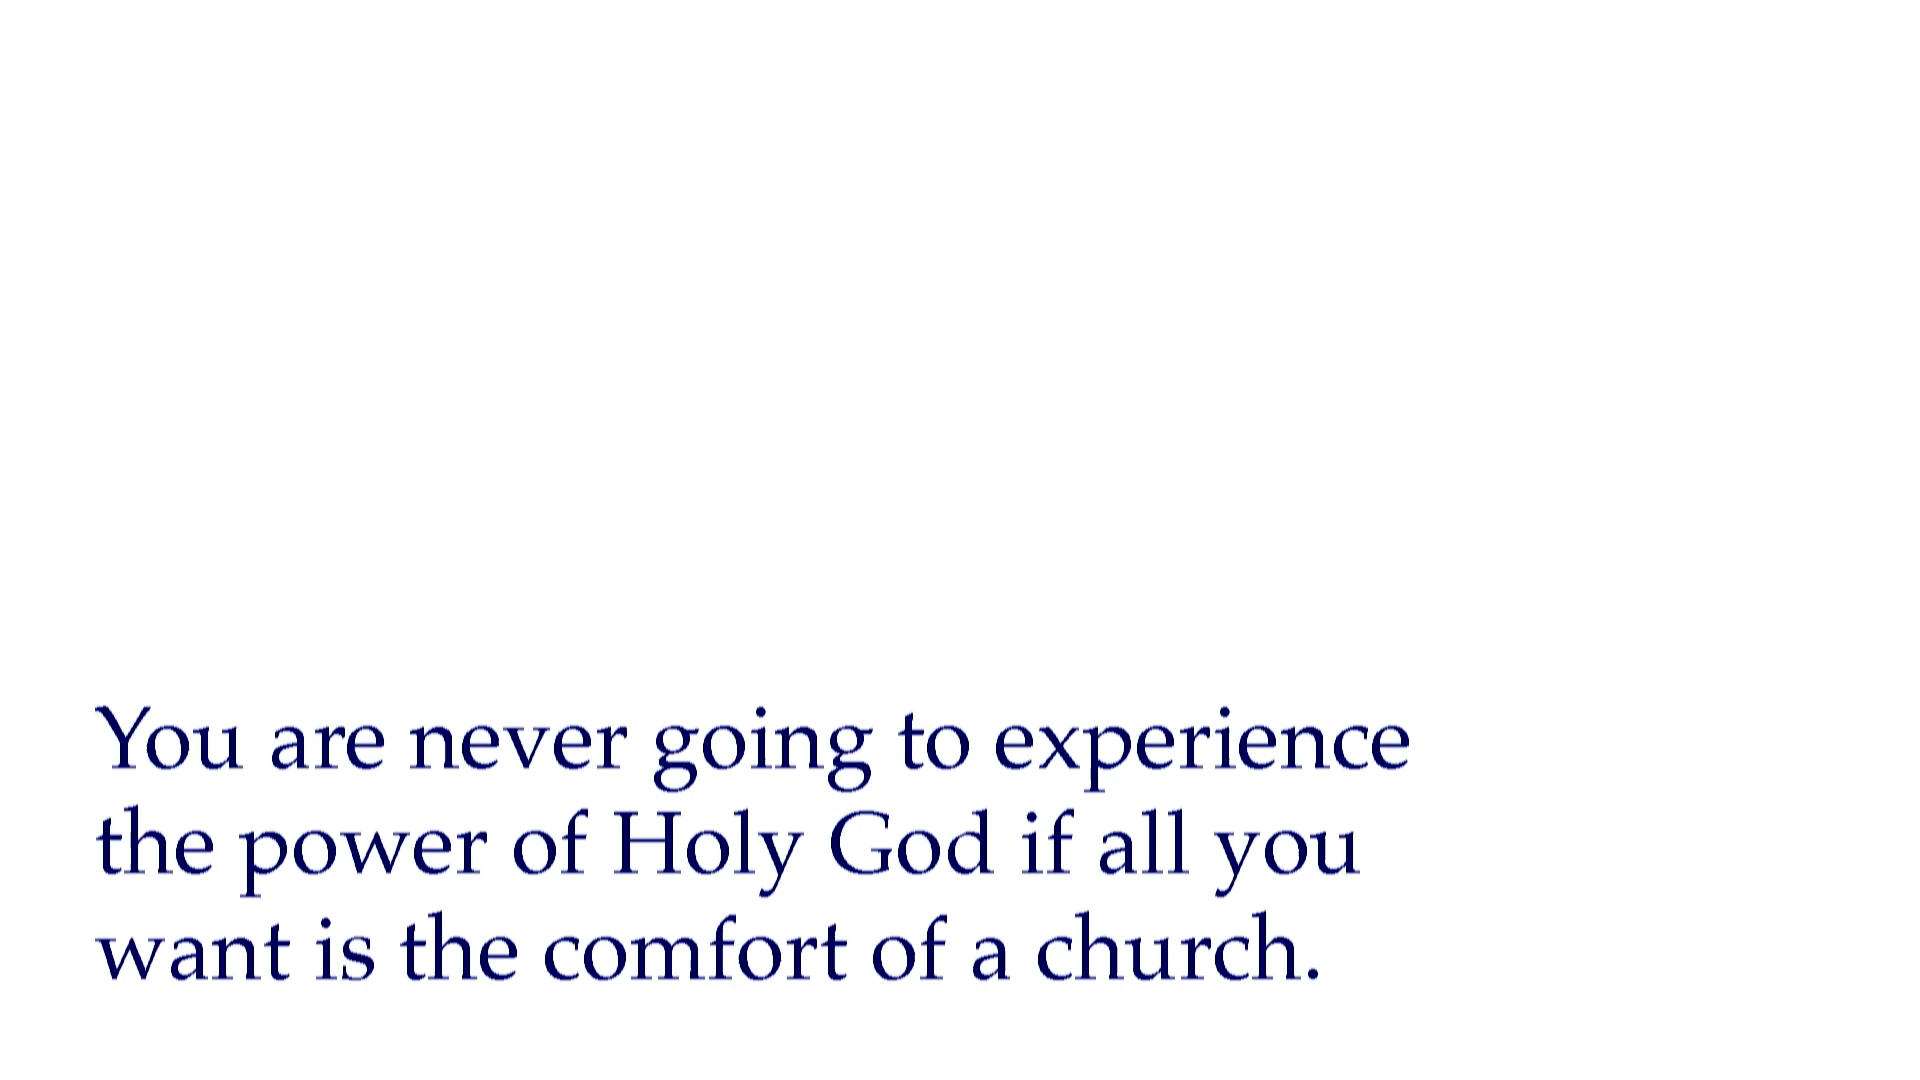 You are never going to experience
the power of Holy God if all you
want is the comfort of a church.